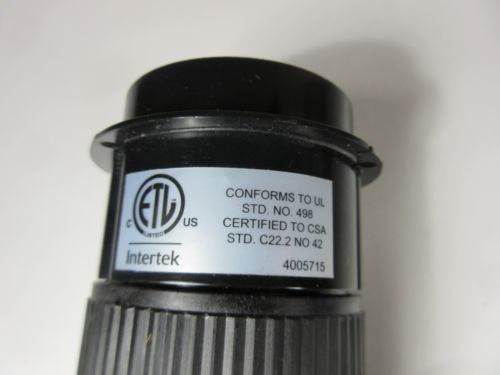 CONFORMS TO UL
STD. NO. 498
CERTIFIED TO CSA
STD. C22.2 NO 42
4005715
C ETL US
LISTED
Intertek